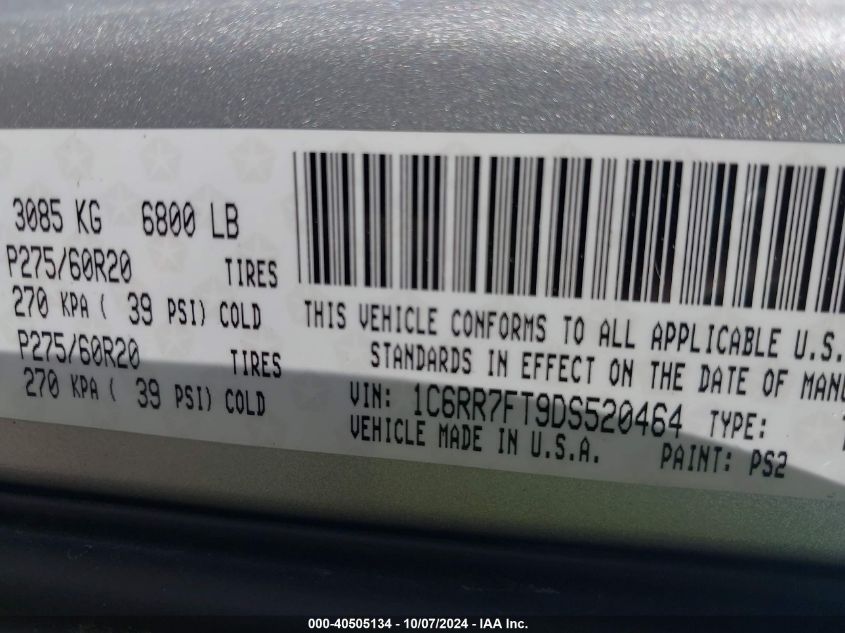 3085 KG 6800 LB
P275/60R20 TIRES
270 KPA ( 39 PSI) COLD
P275/60R20 TIRES
270 KPA ( 39 PSI) COLD
THIS VEHICLE CONFORMS TO ALL APPLICABLE U.S.
STANDARDS IN EFFECT ON THE DATE OF MANU
VIN: 1C6RR7FT9DS520464 TYPE:
VEHICLE MADE IN U.S.A. PAINT: PS2
000-40505134 - 10/07/2024 - IAA Inc.